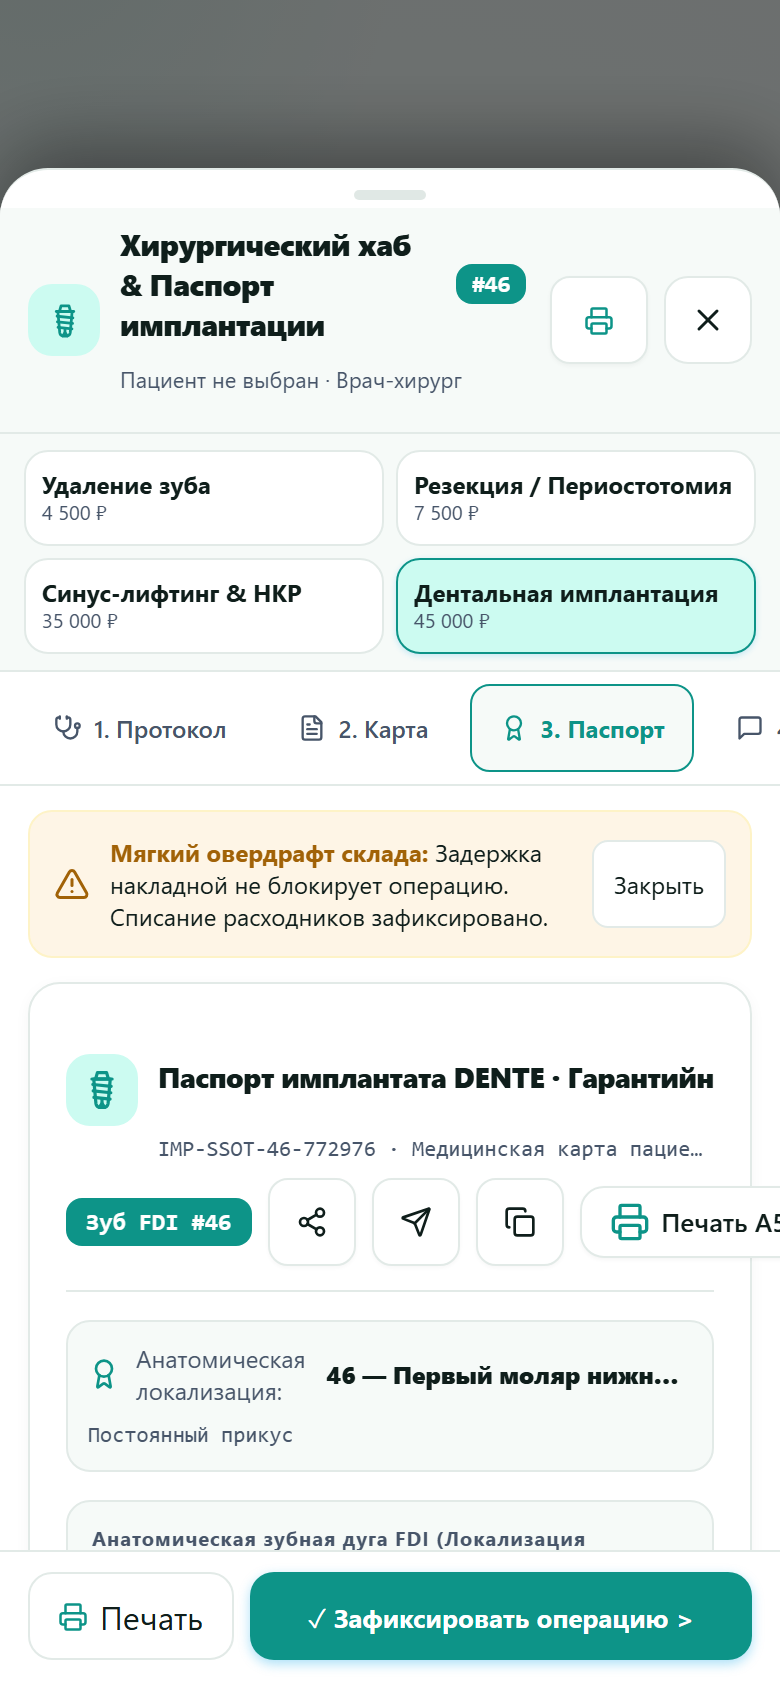 Хирургический хаб
& Паспорт
имплантации
#46
Пациент не выбран · Врач-хирург
Удаление зуба
4 500 ₽
Резекция / Периостотомия
7 500 ₽
Синус-лифтинг & НКР
35 000 ₽
Дентальная имплантация
45 000 ₽
1. Протокол
2. Карта
3. Паспорт
Мягкий овердрафт склада: Задержка
накладной не блокирует операцию.
Списание расходников зафиксировано.
Закрыть
Паспорт имплантата DENTE · Гарантийн
IMP-SSOT-46-772976 · Медицинская карта пацие…
Зуб FDI #46
Печать А5
Анатомическая
локализация:
46 — Первый моляр нижн…
Постоянный прикус
Анатомическая зубная дуга FDI (Локализация
Печать
✓ Зафиксировать операцию >